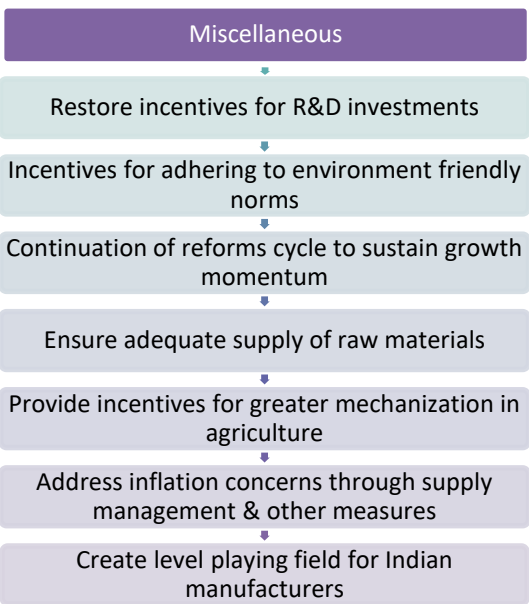 Miscellaneous
Restore incentives for R&D investments
Incentives for adhering to environment friendly
norms
Continuation of reforms cycle to sustain growth
momentum
Ensure adequate supply of raw materials
Provide incentives for greater mechanization in
agriculture
Address inflation concerns through supply
management & other measures
Create level playing field for Indian
manufacturers